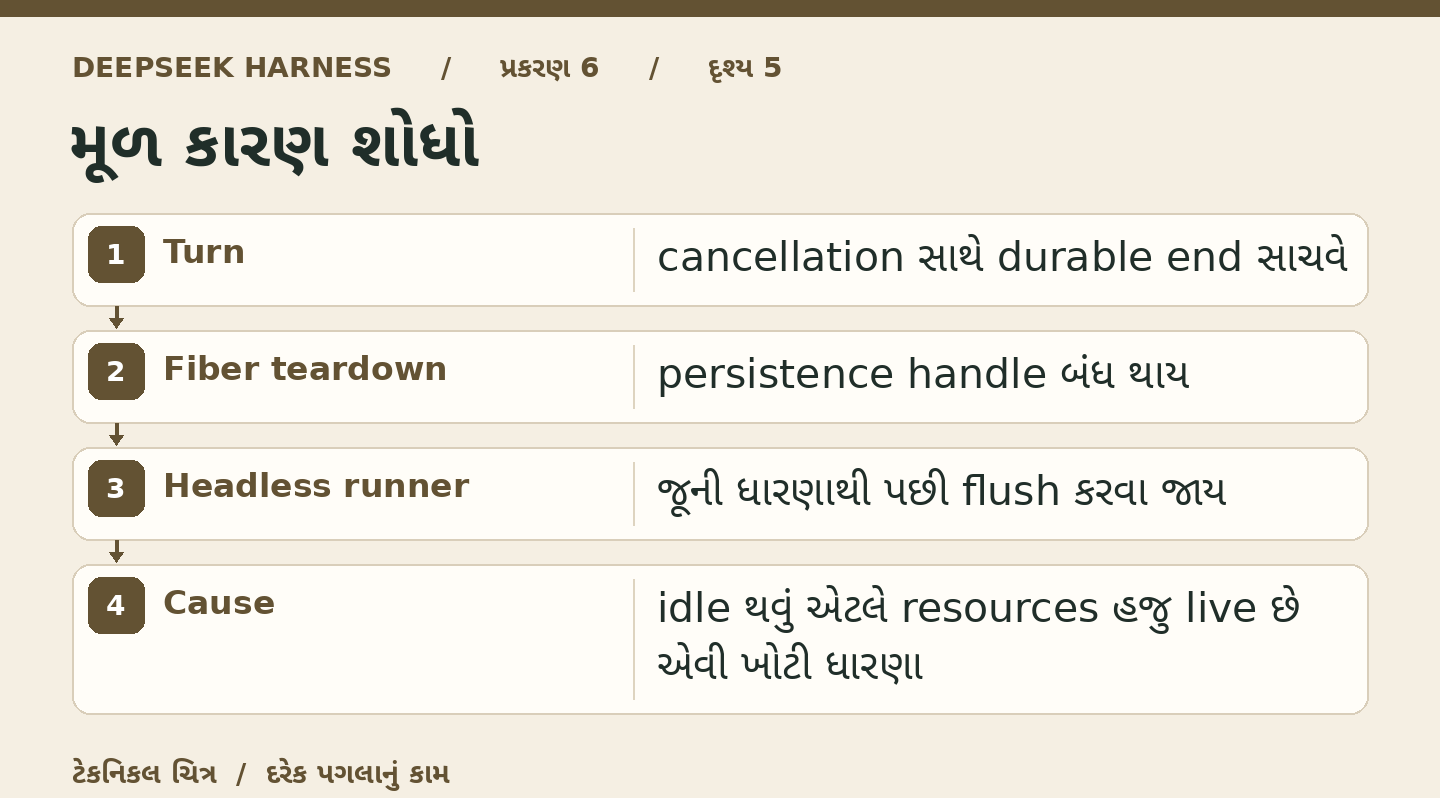 DEEPSEEK HARNESS / પ્રકરણ 6 / દૃશ્ય 5
મૂળ કારણ શોધો
1 Turn cancellation સાથે durable end સાચવે
2 Fiber teardown persistence handle બંધ થાય
3 Headless runner જૂની ધારણાથી પછી flush કરવા જાય
4 Cause idle થવું એટલે resources હજુ live છે
એવી ખોટી ધારણા
ટેકનિકલ ચિત્ર / દરેક પગલાનું કામ